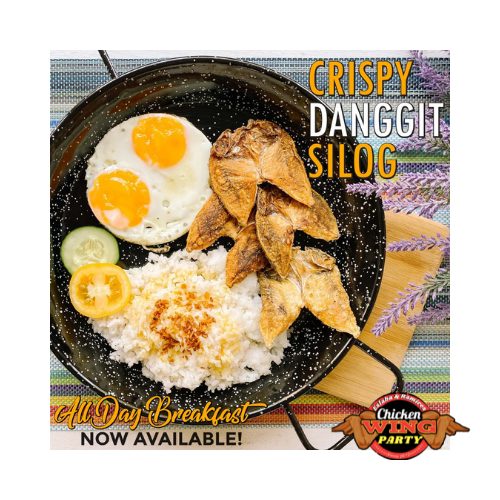 CRISPY
DANGGIT
SILOG
All Day Breakfast
NOW AVAILABLE!
Chicken
WING
PARTY